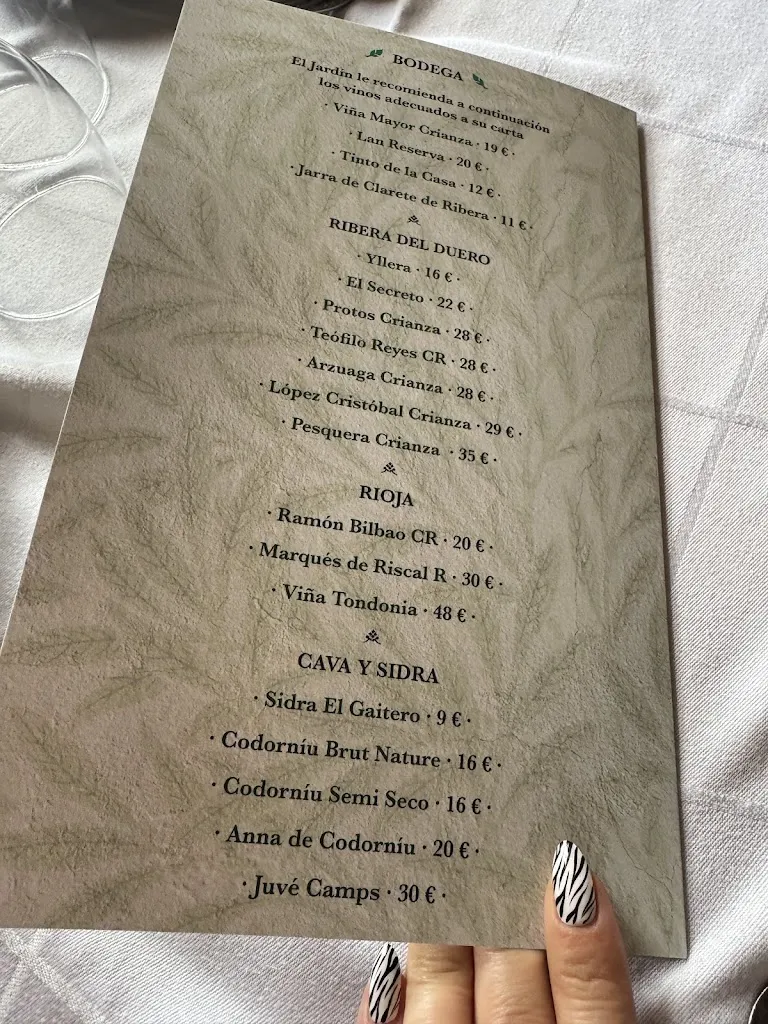 BODEGA
El Jardín le recomienda a continuación
los vinos adecuados a su carta
· Viña Mayor Crianza · 19 € ·
· Lan Reserva · 20 € ·
· Tinto de la Casa · 12 € ·
· Jarra de Clarete de Ribera · 11 € ·
RIBERA DEL DUERO
· Yllera · 16 € ·
· El Secreto · 22 € ·
· Protos Crianza · 28 € ·
· Teófilo Reyes CR · 28 € ·
· Arzuaga Crianza · 28 € ·
· López Cristóbal Crianza · 29 € ·
· Pesquera Crianza · 35 € ·
RIOJA
· Ramón Bilbao CR · 20 € ·
· Marqués de Riscal R · 30 € ·
· Viña Tondonia · 48 € ·
CAVA Y SIDRA
· Sidra El Gaitero · 9 € ·
· Codorníu Brut Nature · 16 € ·
· Codorníu Semi Seco · 16 € ·
· Anna de Codorníu · 20 € ·
· Juvé Camps · 30 € ·